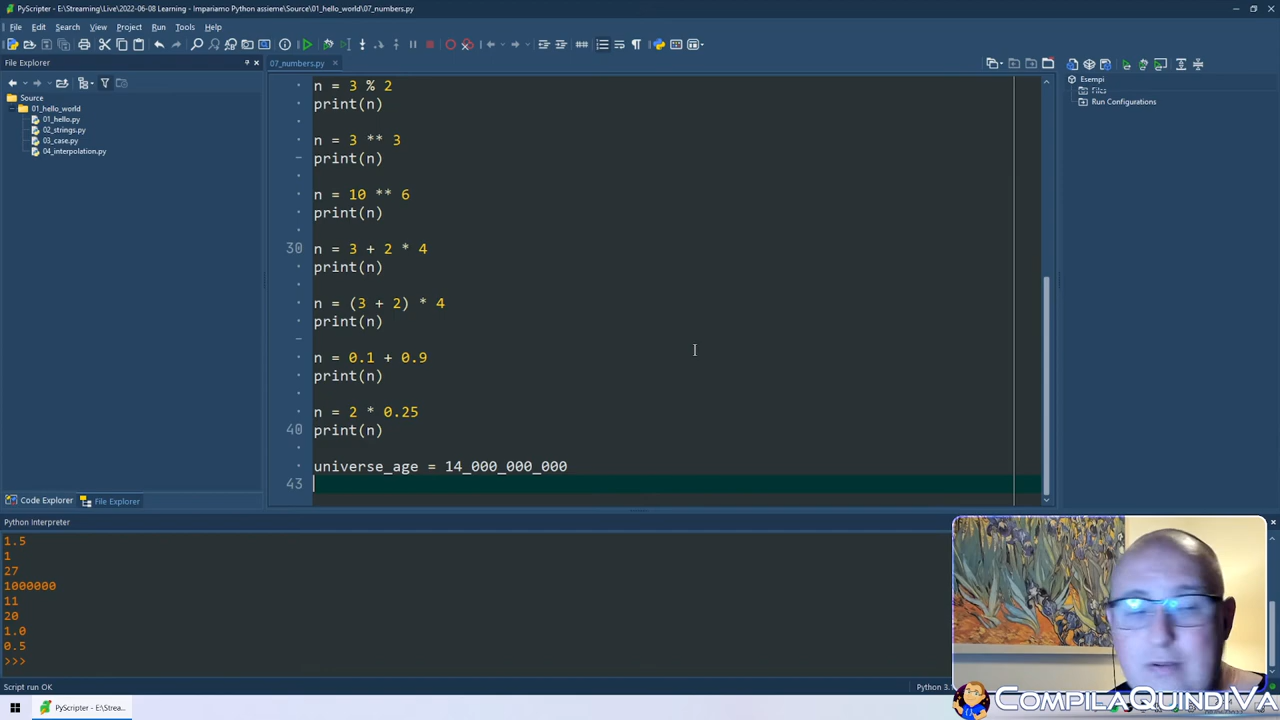 PyScripter - E:\Streaming\Live\2022-06-08 Learning - Impariamo Python assieme\Source\01_hello_world\07_numbers.py
File Edit Search View Project Run Tools Help
File Explorer
07_numbers.py
Source
01_hello_world
01_hello.py
02_strings.py
03_case.py
04_interpolation.py
n = 3 % 2
print(n)
n = 3 ** 3
print(n)
n = 10 ** 6
print(n)
30 n = 3 + 2 * 4
print(n)
n = (3 + 2) * 4
print(n)
n = 0.1 + 0.9
print(n)
n = 2 * 0.25
40 print(n)
universe_age = 14_000_000_000
43
Esempi
Files
Run Configurations
Code Explorer File Explorer
Python Interpreter
1.5
1
27
1000000
11
20
1.0
0.5
>>>
Script run OK
Python 3.
PyScripter - E:\Strea...
CompilaQuindiVa